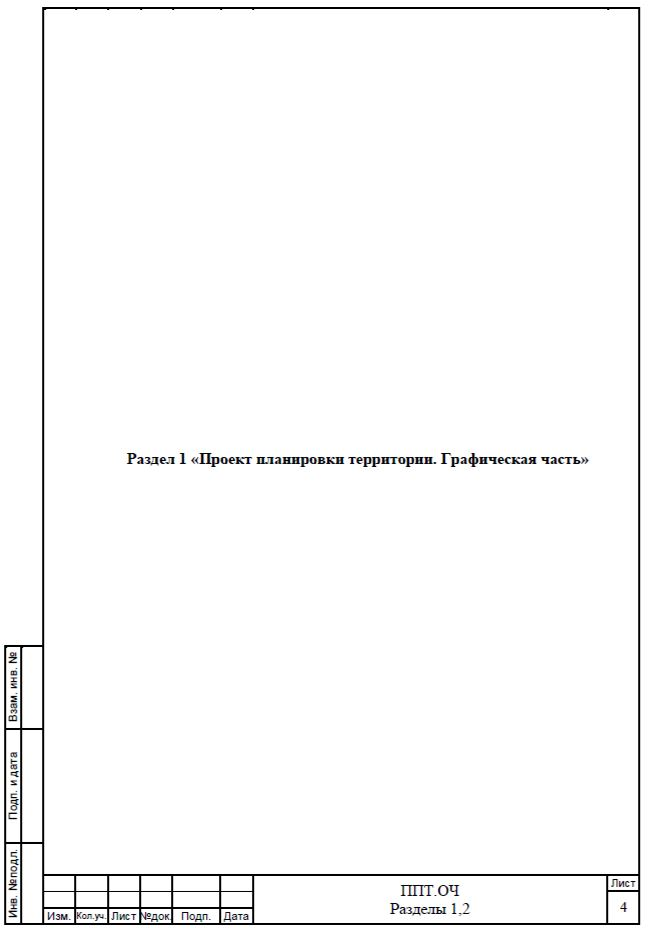 Раздел 1 «Проект планировки территории. Графическая часть»
Взам. инв. №
Подп. и дата
Инв. №подл.
Изм. Кол.уч. Лист №док. Подп. Дата
ППТ.ОЧ
Разделы 1,2
Лист
4